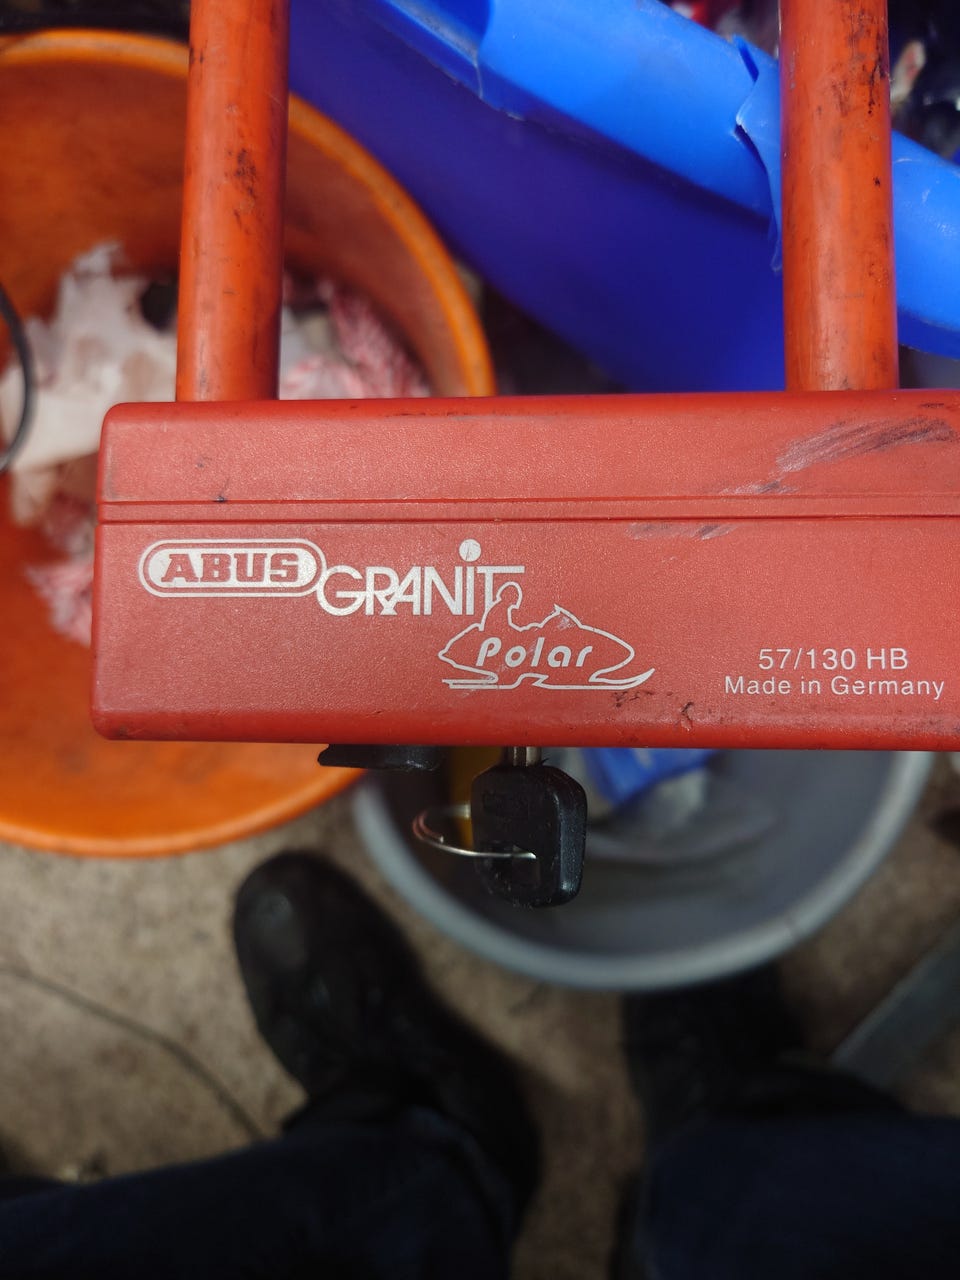 ABUS GRANIT
Polar
57/130 HB
Made in Germany